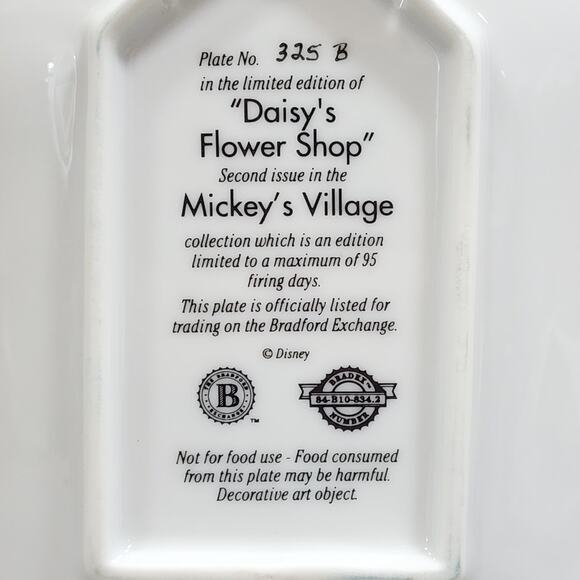 Plate No. 325 B
in the limited edition of
"Daisy's
Flower Shop"
Second issue in the
Mickey's Village
collection which is an edition
limited to a maximum of 95
firing days.
This plate is officially listed for
trading on the Bradford Exchange.
© Disney
THE BRADFORD
B
EXCHANGE
TM
BRADEX™
84-B10-834.2
NUMBER
Not for food use - Food consumed
from this plate may be harmful.
Decorative art object.